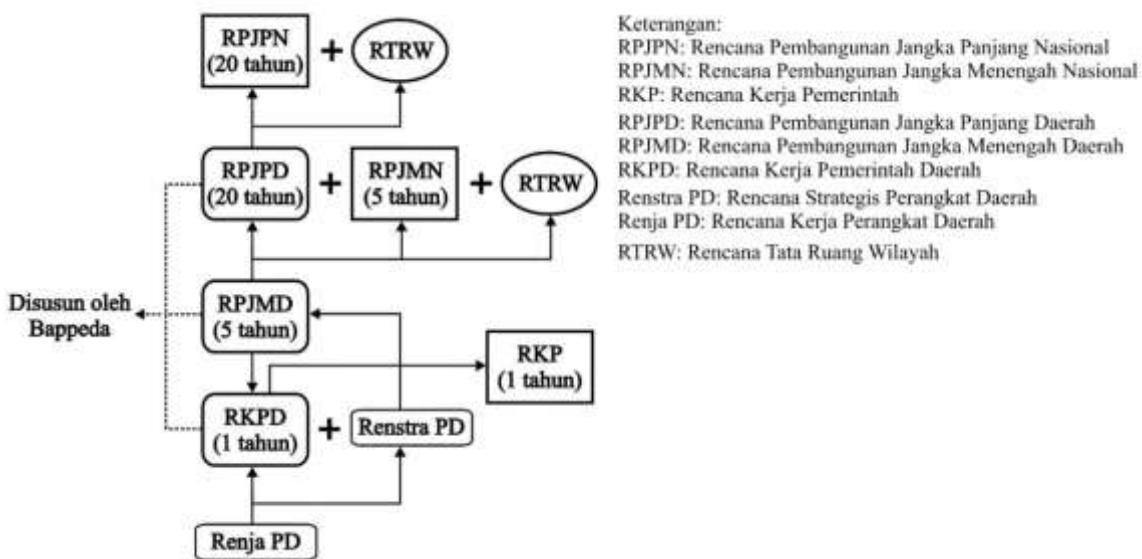 RPJPN
(20 tahun)
+
RTRW
RPJPD
(20 tahun)
+
RPJMN
(5 tahun)
+
RTRW
Disusun oleh
Bappeda
RPJMD
(5 tahun)
RKP
(1 tahun)
RKPD
(1 tahun)
+
Renstra PD
Renja PD
Keterangan:
RPJPN: Rencana Pembangunan Jangka Panjang Nasional
RPJMN: Rencana Pembangunan Jangka Menengah Nasional
RKP: Rencana Kerja Pemerintah
RPJPD: Rencana Pembangunan Jangka Panjang Daerah
RPJMD: Rencana Pembangunan Jangka Menengah Daerah
RKPD: Rencana Kerja Pemerintah Daerah
Renstra PD: Rencana Strategis Perangkat Daerah
Renja PD: Rencana Kerja Perangkat Daerah
RTRW: Rencana Tata Ruang Wilayah